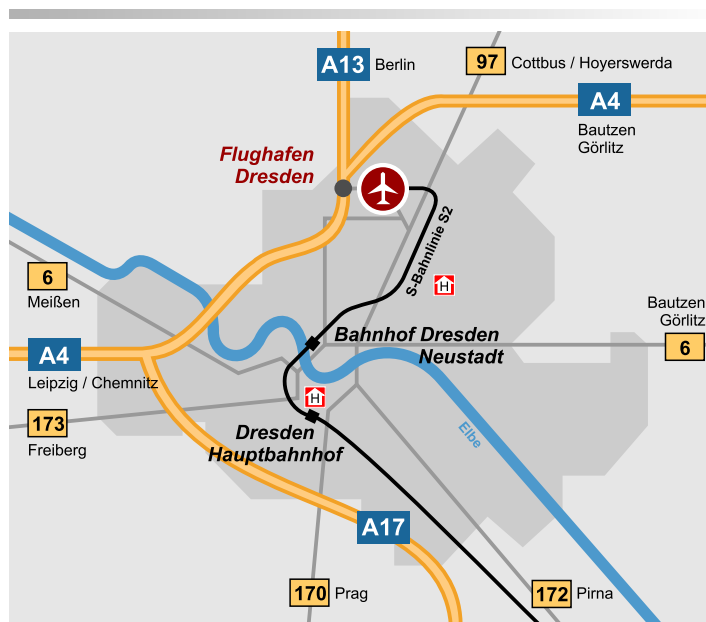 97
Cottbus / Hoyerswerda
A13
Berlin
A4
Bautzen
Görlitz
Flughafen
Dresden
S-Bahnlinie S2
6
Meißen
H
Bautzen
Görlitz
6
Bahnhof Dresden
Neustadt
A4
Leipzig / Chemnitz
H
173
Freiberg
Dresden
Hauptbahnhof
Elbe
A17
170
Prag
172
Pirna